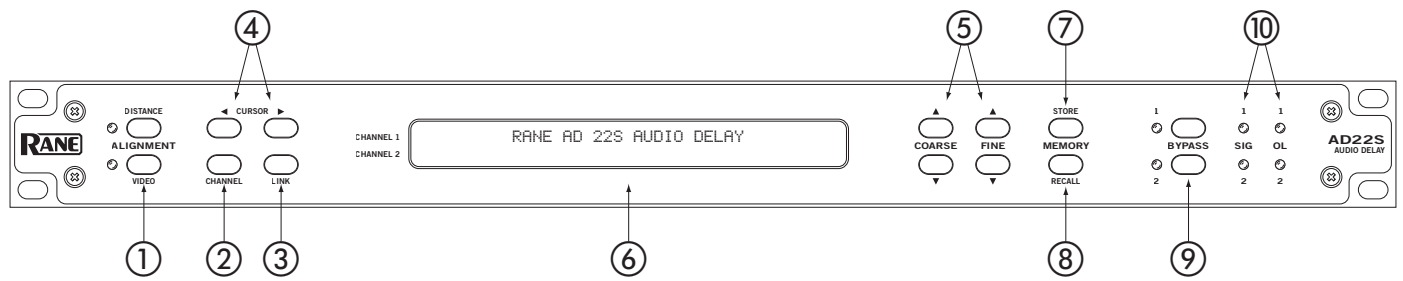 ④ ⑤ ⑦ ⑩
DISTANCE ◀ CURSOR ▶ ▲ ▲ STORE 1 1 1
RANE ALIGNMENT CHANNEL 1 RANE AD 22S AUDIO DELAY COARSE FINE MEMORY BYPASS SIG OL AD22S
CHANNEL 2 AUDIO DELAY
VIDEO CHANNEL LINK ▼ ▼ RECALL 2 2 2
① ② ③ ⑥ ⑧ ⑨